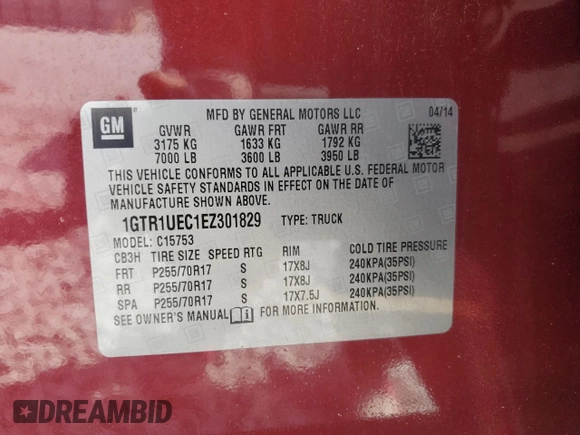 GM
MFD BY GENERAL MOTORS LLC 04/14
GVWR GAWR FRT GAWR RR
3175 KG 1633 KG 1792 KG
7000 LB 3600 LB 3950 LB
THIS VEHICLE CONFORMS TO ALL APPLICABLE U.S. FEDERAL MOTOR
VEHICLE SAFETY STANDARDS IN EFFECT ON THE DATE OF
MANUFACTURE SHOWN ABOVE.
1GTR1UEC1EZ301829 TYPE: TRUCK
MODEL: C15753
CB3H TIRE SIZE SPEED RTG RIM COLD TIRE PRESSURE
FRT P255/70R17 S 17X8J 240KPA(35PSI)
RR P255/70R17 S 17X8J 240KPA(35PSI)
SPA P255/70R17 S 17X7.5J 240KPA(35PSI)
SEE OWNER'S MANUAL FOR MORE INFORMATION.
DREAMBID